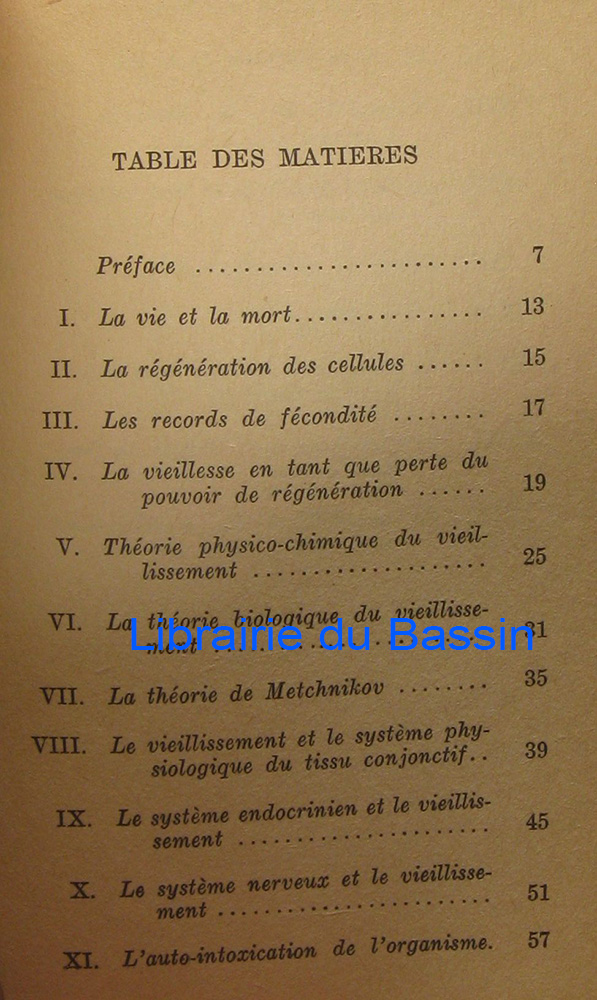 TABLE DES MATIERES
Préface ........................ 7
I. La vie et la mort................ 13
II. La régénération des cellules ...... 15
III. Les records de fécondité ........ 17
IV. La vieillesse en tant que perte du
pouvoir de régénération ...... 19
V. Théorie physico-chimique du vieil-
lissement .................... 25
VI. La théorie biologique du vieillisse-
ment ...................... 31
Librairie du Bassin
VII. La théorie de Metchnikov ........ 35
VIII. Le vieillissement et le système phy-
siologique du tissu conjonctif.. 39
IX. Le système endocrinien et le vieillis-
sement ..................... 45
X. Le système nerveux et le vieillisse-
ment ....................... 51
XI. L'auto-intoxication de l'organisme. 57